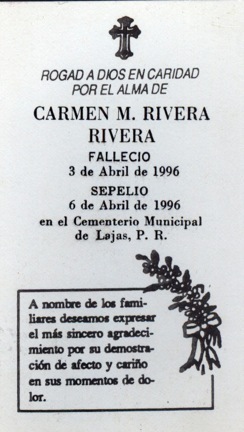 ROGAD A DIOS EN CARIDAD
POR EL ALMA DE
CARMEN M. RIVERA
RIVERA
FALLECIO
3 de Abril de 1996
SEPELIO
6 de Abril de 1996
en el Cementerio Municipal
de Lajas, P. R.
A nombre de los fami-
liares deseamos expresar
el más sincero agradeci-
miento por su demostra-
ción de afecto y cariño
en sus momentos de do-
lor.